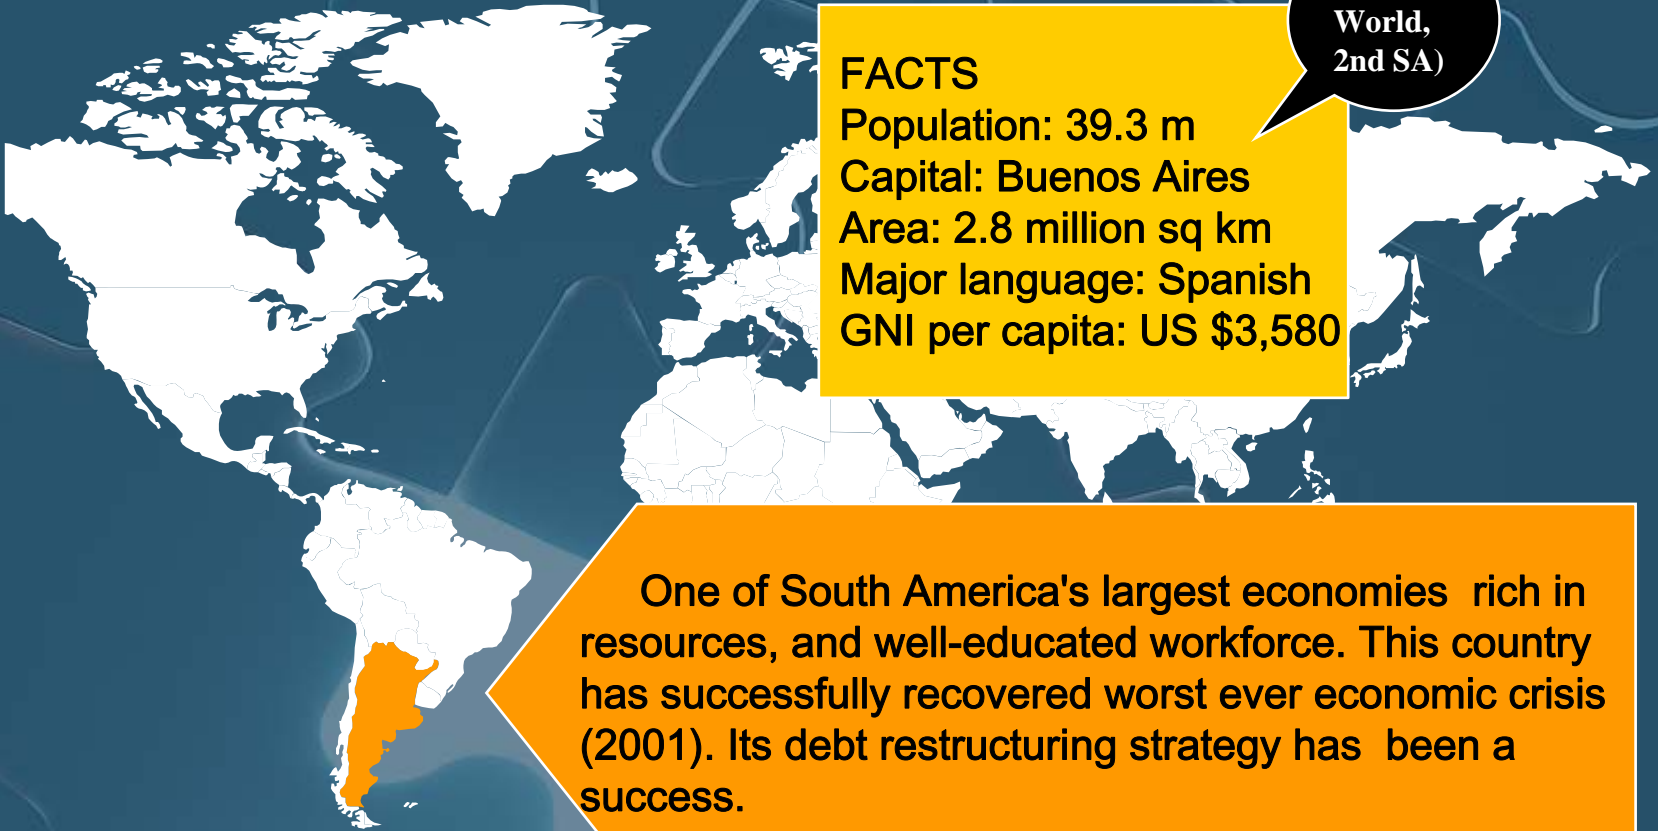 World,
2nd SA)
FACTS
Population: 39.3 m
Capital: Buenos Aires
Area: 2.8 million sq km
Major language: Spanish
GNI per capita: US $3,580
One of South America's largest economies  rich in
resources, and well-educated workforce. This country
has successfully recovered worst ever economic crisis
(2001). Its debt restructuring strategy has  been a
success.